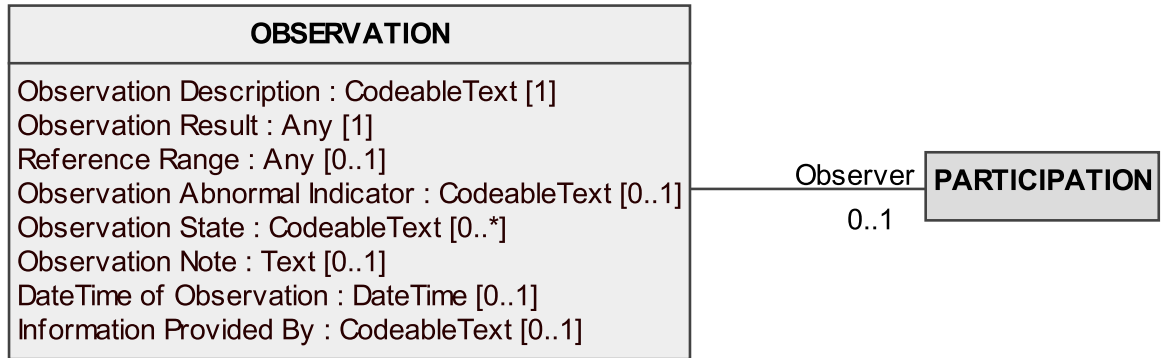 OBSERVATION
Observation Description : CodeableText [1]
Observation Result : Any [1]
Reference Range : Any [0..1]
Observation Abnormal Indicator : CodeableText [0..1]
Observation State : CodeableText [0..*]
Observation Note : Text [0..1]
DateTime of Observation : DateTime [0..1]
Information Provided By : CodeableText [0..1]
Observer
0..1
PARTICIPATION